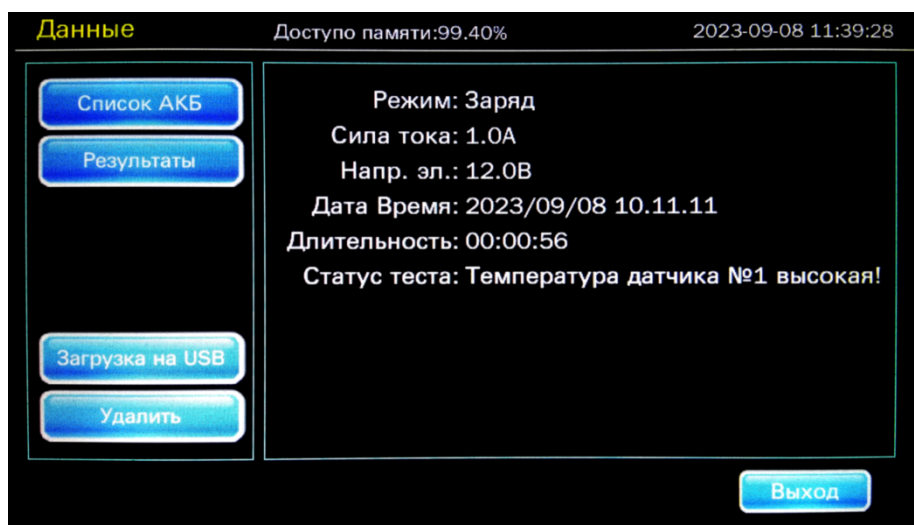 Данные Доступо памяти:99.40% 2023-09-08 11:39:28
Список АКБ
Результаты
Загрузка на USB
Удалить
Режим: Заряд
Сила тока: 1.0А
Напр. эл.: 12.0В
Дата Время: 2023/09/08 10.11.11
Длительность: 00:00:56
Статус теста: Температура датчика №1 высокая!
Выход